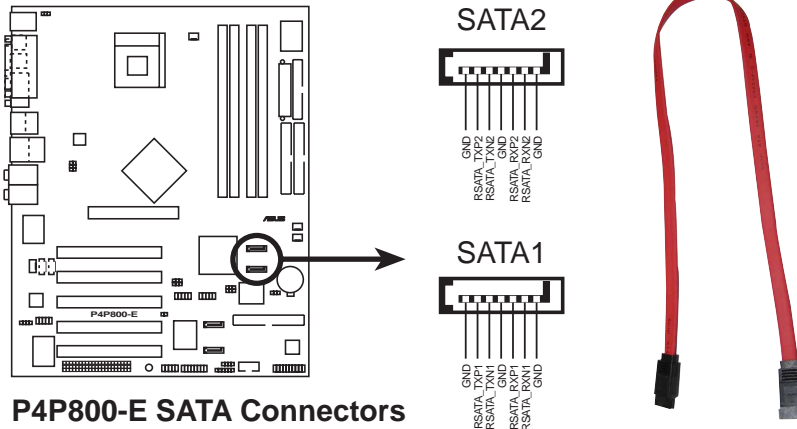 SATA2
GND
RSATA_TXP2
RSATA_TXN2
GND
RSATA_RXP2
RSATA_RXN2
GND
/ISUS
SATA1
P4P800-E
GND
RSATA_TXP1
RSATA_TXN1
GND
RSATA_RXP1
RSATA_RXN1
GND
P4P800-E SATA Connectors